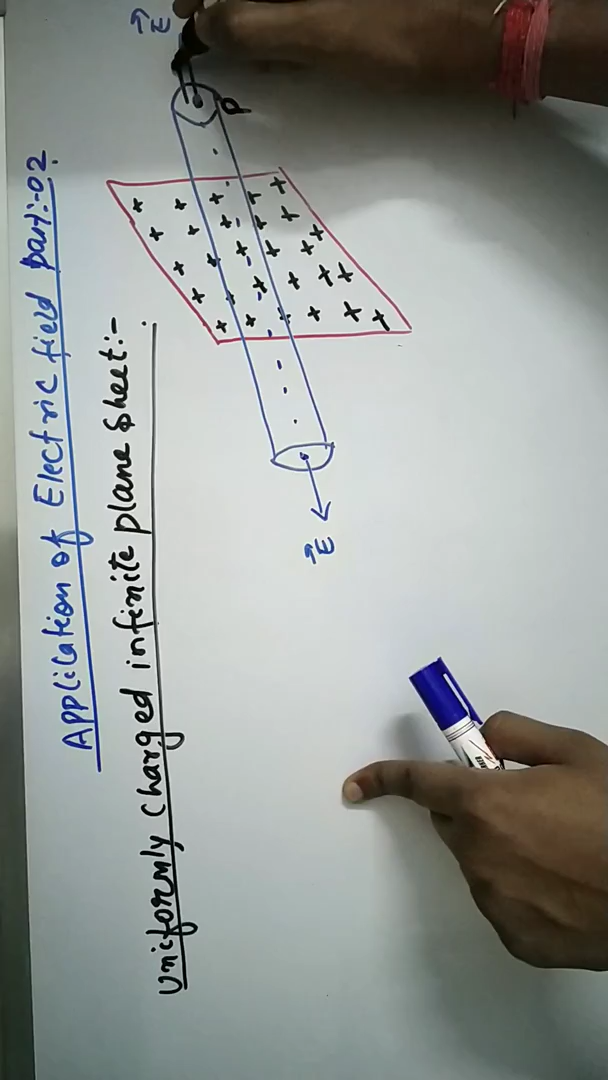 Application of Electric field part:-02
Uniformly Charged infinite plane Sheet:-
E
P
E